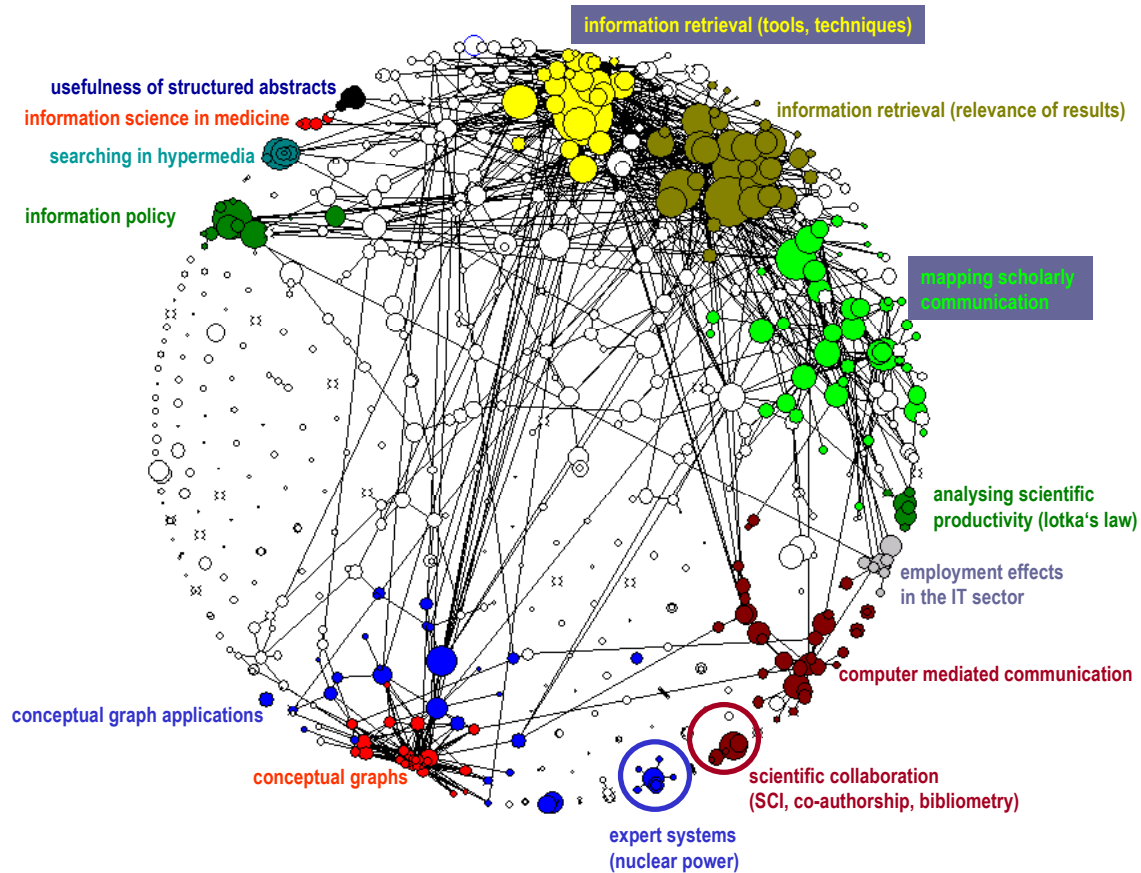 information retrieval (tools, techniques)
usefulness of structured abstracts
information science in medicine
searching in hypermedia
information policy
information retrieval (relevance of results)
mapping scholarly
communication
analysing scientific
productivity (lotka‘s law)
employment effects
in the IT sector
computer mediated communication
conceptual graph applications
conceptual graphs
scientific collaboration
(SCI, co-authorship, bibliometry)
expert systems
(nuclear power)